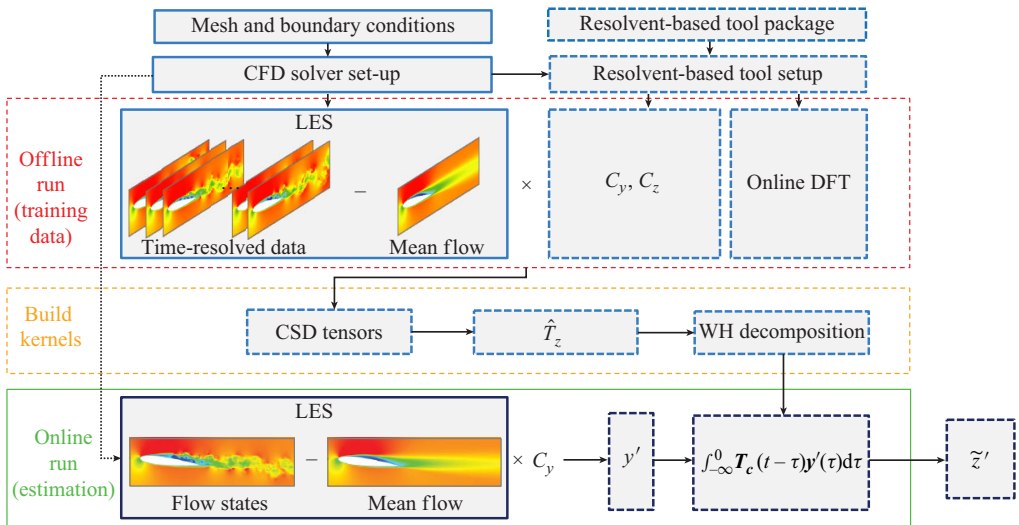 Mesh and boundary conditions
Resolvent-based tool package
CFD solver set-up
Resolvent-based tool setup
Offline
run
(training
data)
LES
...
−
×
Time-resolved data
Mean flow
C_y, C_z
Online DFT
Build
kernels
CSD tensors
T̂_z
WH decomposition
Online
run
(estimation)
LES
−
Flow states
Mean flow
× C_y
y′
∫_{−∞}^{0} T_c (t − τ)y′(τ)dτ
z̃′